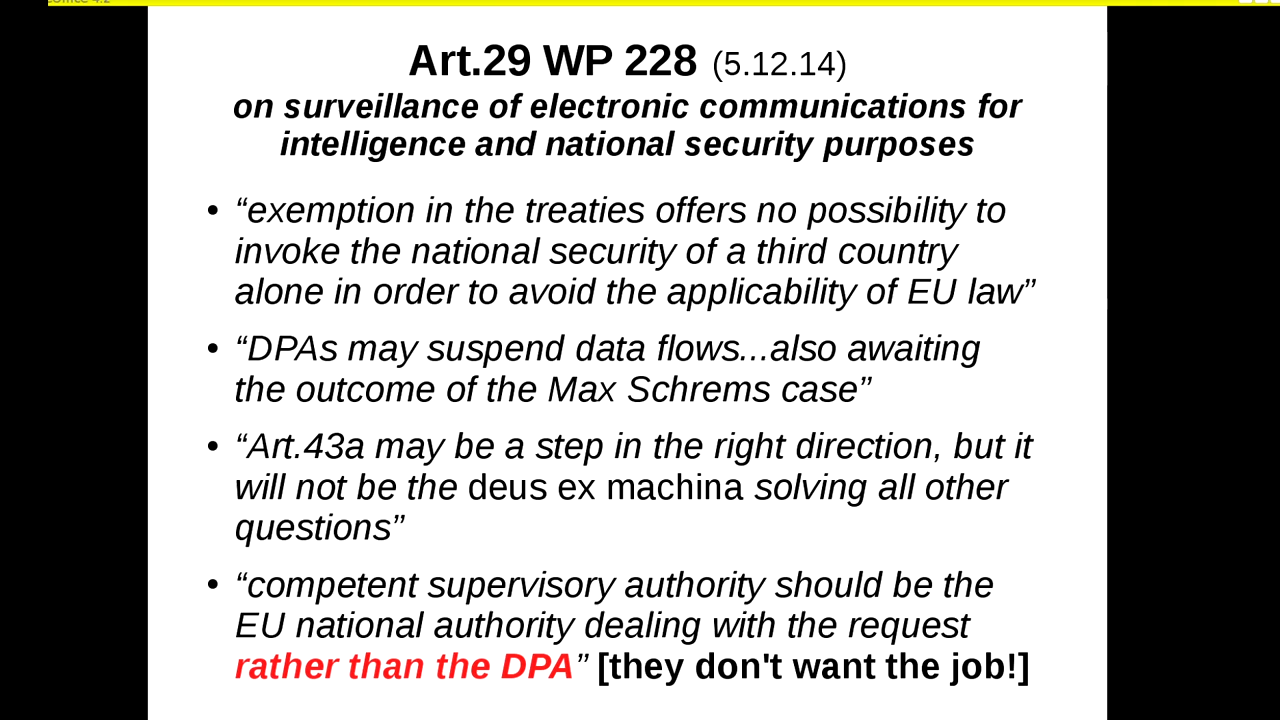 Art.29 WP 228 (5.12.14)
on surveillance of electronic communications for
intelligence and national security purposes
• “exemption in the treaties offers no possibility to
invoke the national security of a third country
alone in order to avoid the applicability of EU law”
• “DPAs may suspend data flows...also awaiting
the outcome of the Max Schrems case”
• “Art.43a may be a step in the right direction, but it
will not be the deus ex machina solving all other
questions”
• “competent supervisory authority should be the
EU national authority dealing with the request
rather than the DPA” [they don't want the job!]